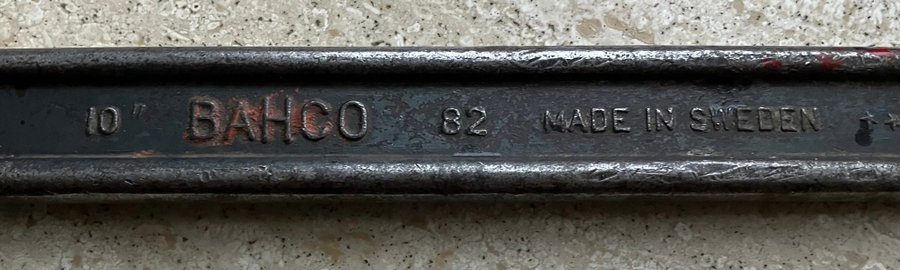 10" BAHCO 82 MADE IN SWEDEN